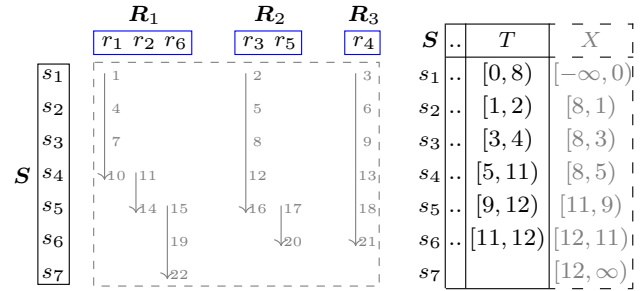 R1 R2 R3
r1 r2 r6 r3 r5 r4
S .. T X
s1 1 2 3 s1 .. [0, 8) [-∞, 0)
s2 4 5 6 s2 .. [1, 2) [8, 1)
s3 7 8 9 s3 .. [3, 4) [8, 3)
S s4 10 11 12 13 s4 .. [5, 11) [8, 5)
s5 14 15 16 17 18 s5 .. [9, 12) [11, 9)
s6 19 20 21 s6 .. [11, 12) [12, 11)
s7 22 s7 [12, ∞)